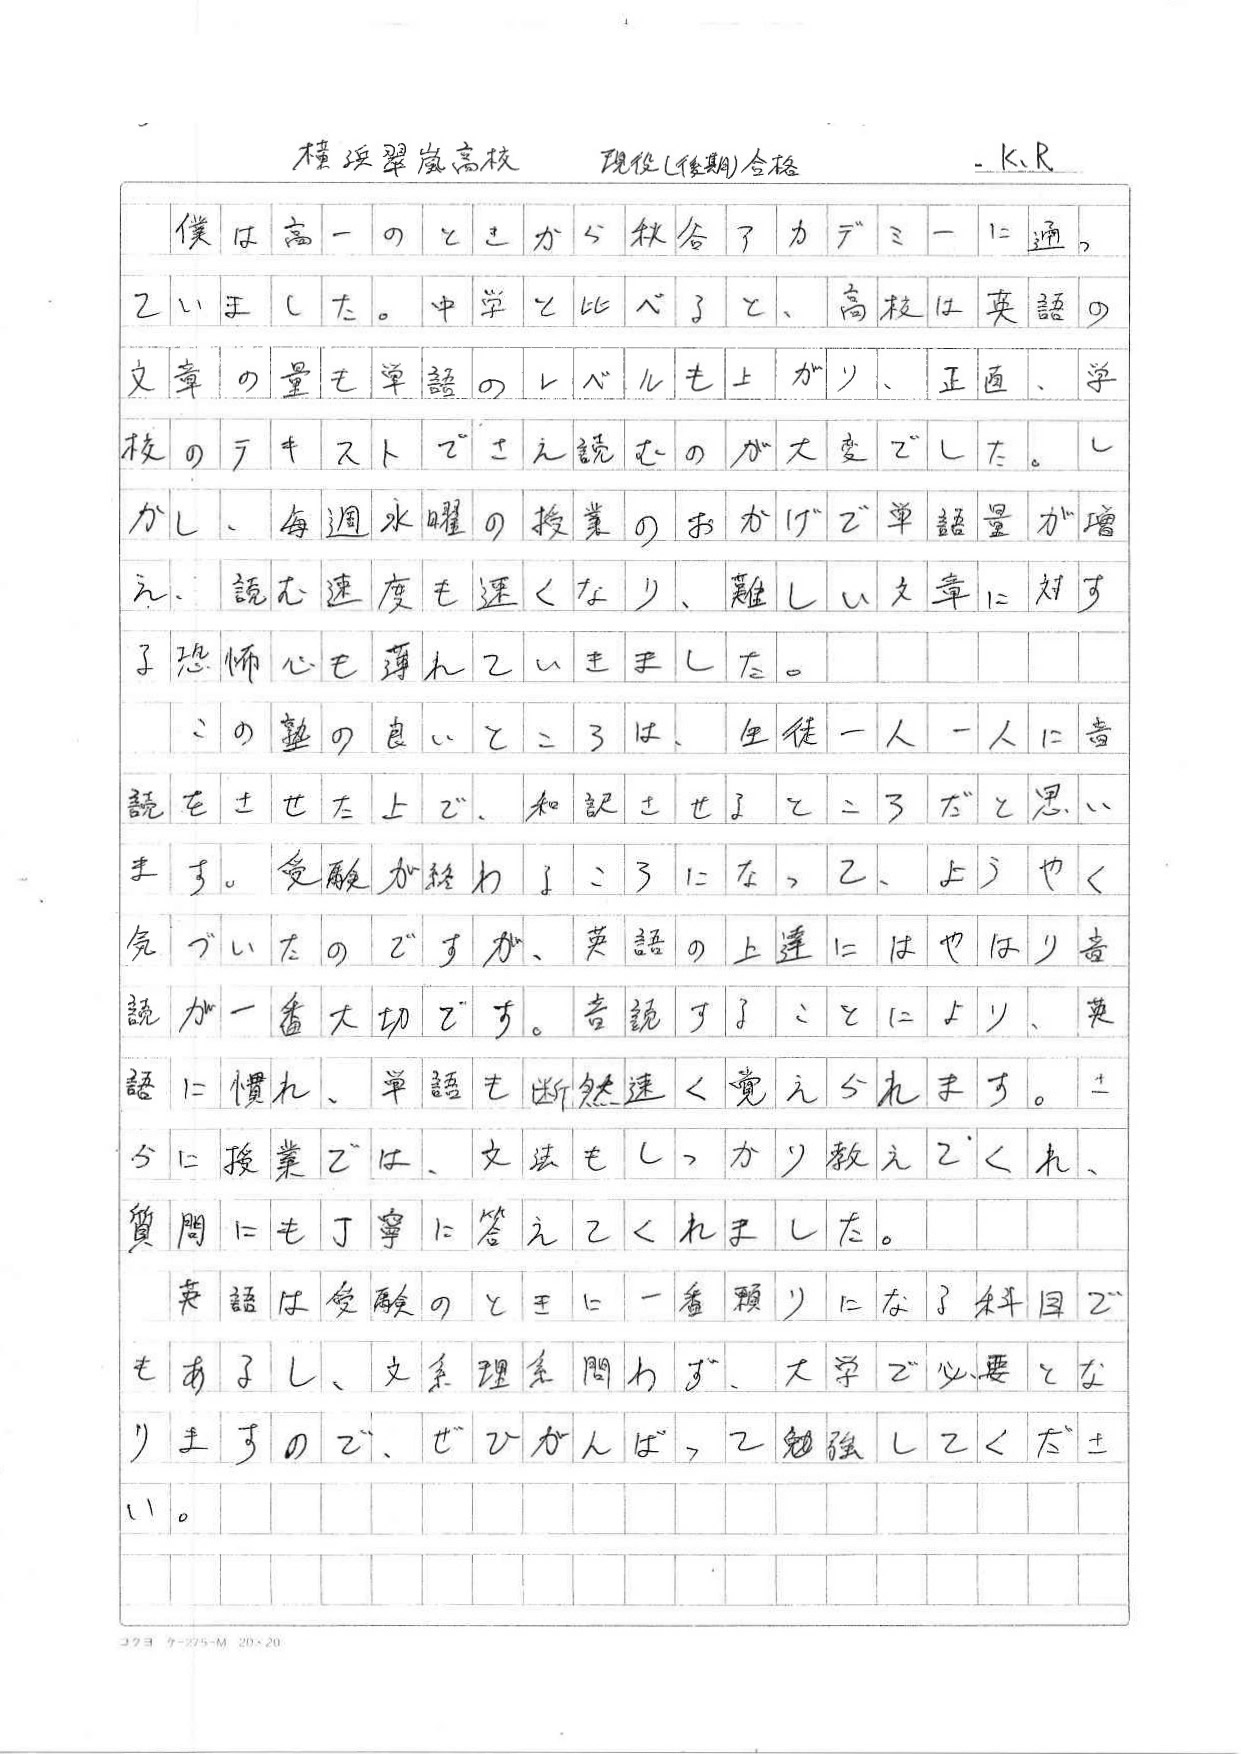 横浜翠嵐高校 現役(後期)合格 K.R
僕は高一のときから秋谷アカデミーに通っ
ていました。中学と比べると、高校は英語の
文章の量も単語のレベルも上がり、正直、学
校のテキストでさえ読むのが大変でした。し
かし、毎週水曜の授業のおかげで単語量が増
え、読む速度も速くなり、難しい文章に対す
る恐怖心も薄れていきました。
この塾の良いところは、生徒一人一人に音
読をさせた上で、和訳させるところだと思い
ます。受験が終わるころになって、ようやく
気づいたのですが、英語の上達にはやはり音
読が一番大切です。音読することにより、英
語に慣れ、単語も断然速く覚えられます。さ
らに授業では、文法もしっかり教えてくれ、
質問にも丁寧に答えてくれました。
英語は受験のときに一番頼りになる科目で
もあるし、文系理系問わず、大学で必要とな
りますので、ぜひがんばって勉強してくださ
い。
コクヨ ケ-275-M 20×20